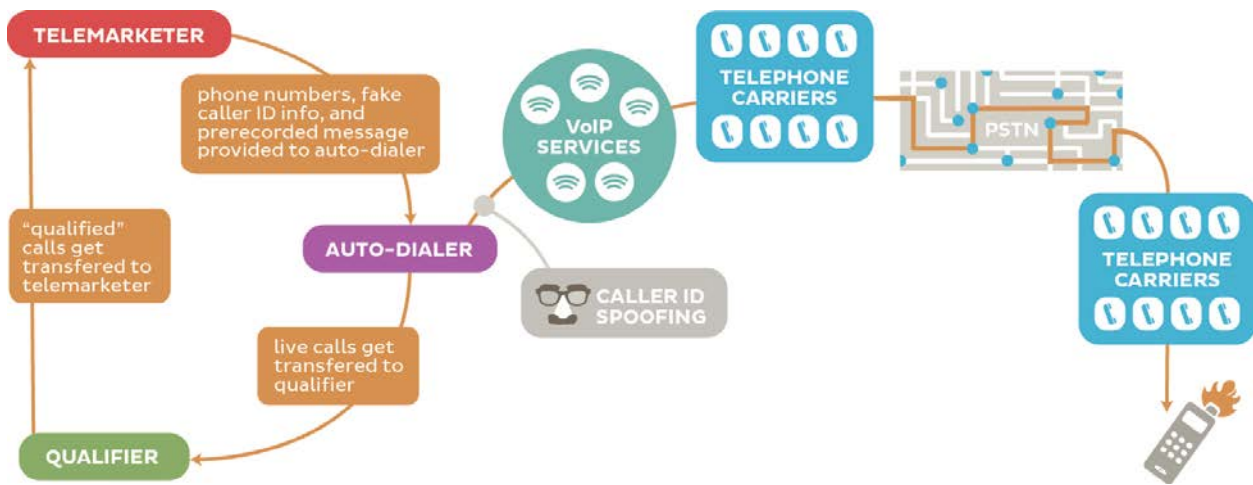 TELEMARKETER
phone numbers, fake
caller ID info, and
prerecorded message
provided to auto-dialer
"qualified"
calls get
transfered to
telemarketer
AUTO-DIALER
live calls get
transfered to
qualifier
QUALIFIER
VoIP
SERVICES
CALLER ID
SPOOFING
TELEPHONE
CARRIERS
PSTN
TELEPHONE
CARRIERS